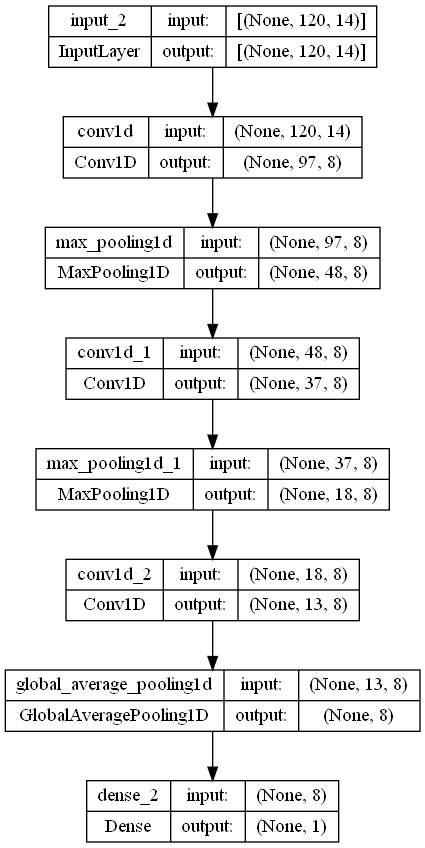 input_2 input: [(None, 120, 14)]
InputLayer output: [(None, 120, 14)]
conv1d input: (None, 120, 14)
Conv1D output: (None, 97, 8)
max_pooling1d input: (None, 97, 8)
MaxPooling1D output: (None, 48, 8)
conv1d_1 input: (None, 48, 8)
Conv1D output: (None, 37, 8)
max_pooling1d_1 input: (None, 37, 8)
MaxPooling1D output: (None, 18, 8)
conv1d_2 input: (None, 18, 8)
Conv1D output: (None, 13, 8)
global_average_pooling1d input: (None, 13, 8)
GlobalAveragePooling1D output: (None, 8)
dense_2 input: (None, 8)
Dense output: (None, 1)